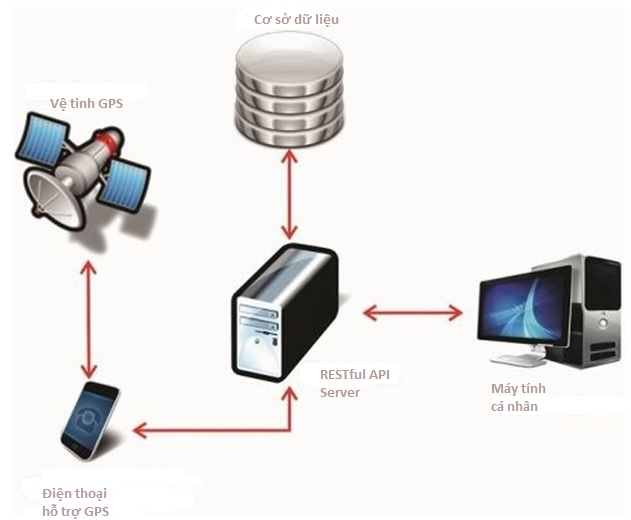 Cơ sở dữ liệu
Vệ tinh GPS
RESTful API
Server
Máy tính
cá nhân
Điện thoại
hỗ trợ GPS